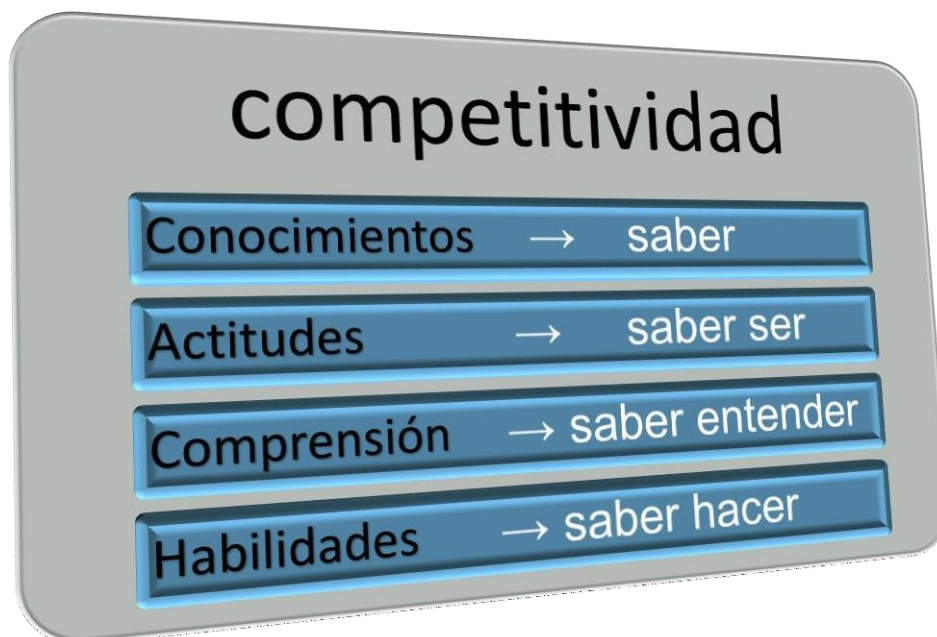 competitividad
Conocimientos → saber
Actitudes → saber ser
Comprensión → saber entender
Habilidades → saber hacer